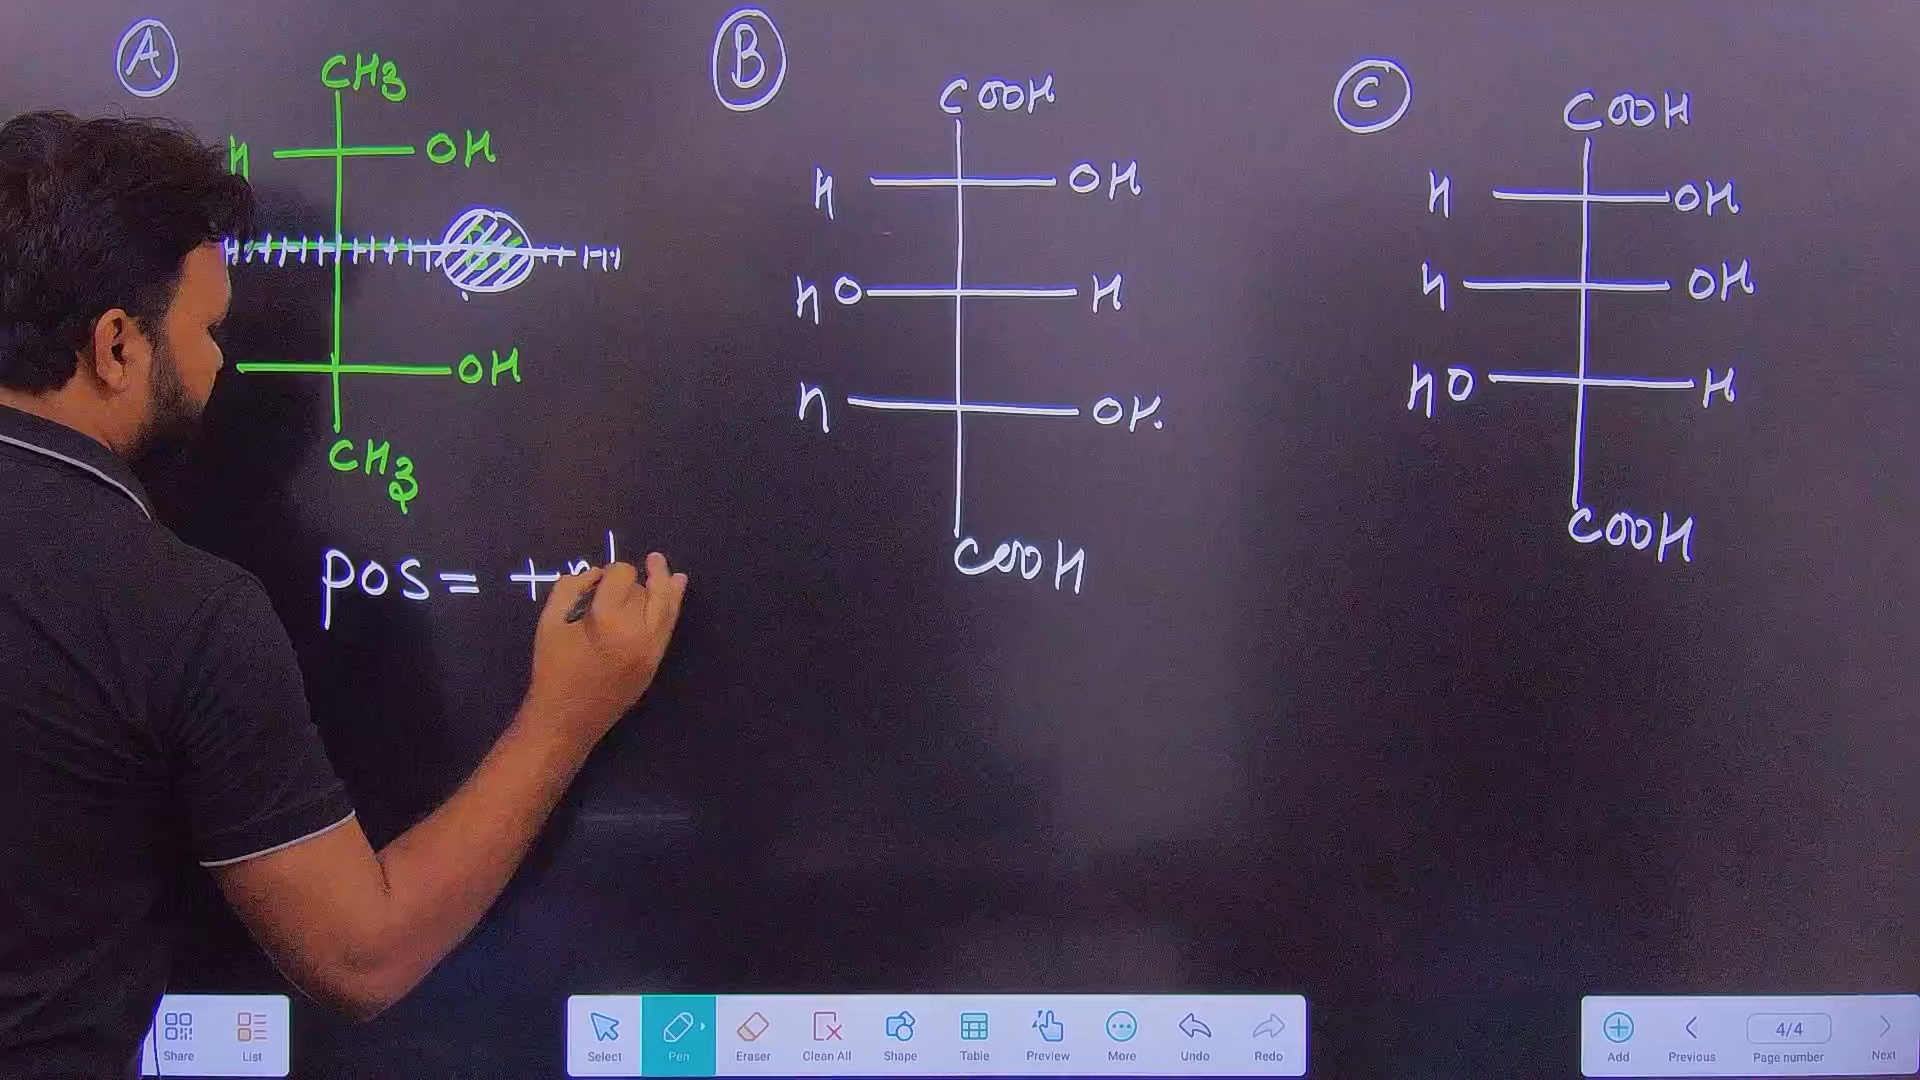 A
CH3
H OH
OH
CH3
POS = +n
B
COOH
H OH
HO H
H OH.
COOH
C
COOH
H OH
H OH
HO H
COOH
Share
List
Select
Pen
Eraser
Clean All
Shape
Table
Preview
More
Undo
Redo
Add
Previous
4/4
Page number
Next